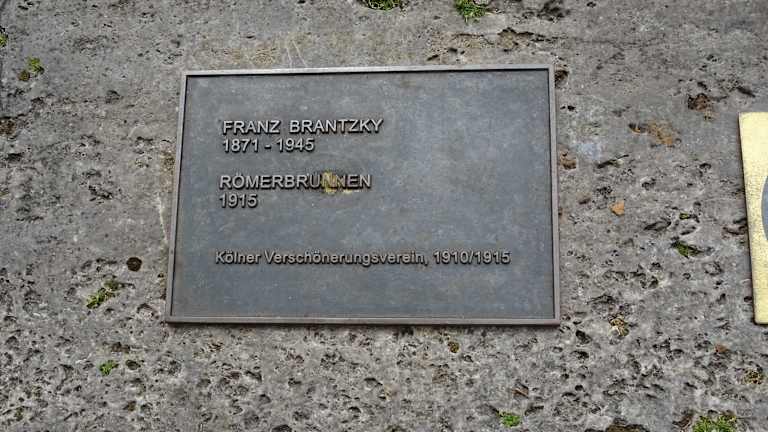 FRANZ BRANTZKY
1871 - 1945
RÖMERBRUNNEN
1915
Kölner Verschönerungsverein, 1910/1915